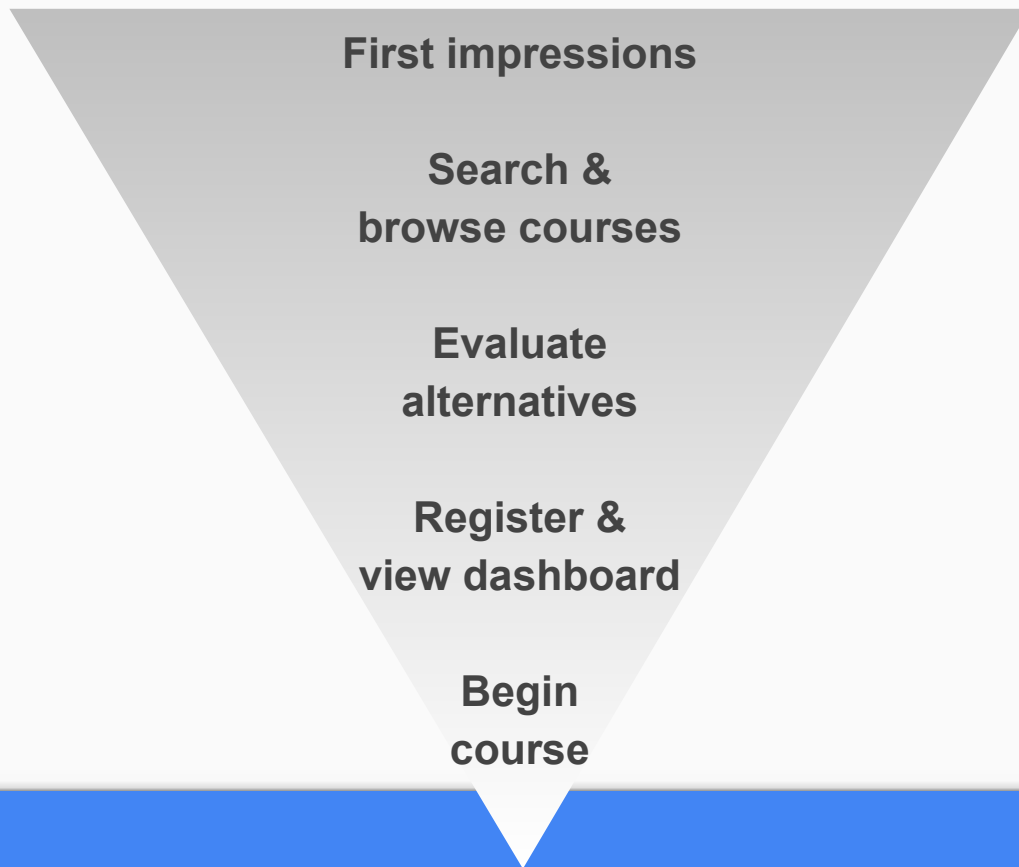 First impressions
Search &
browse courses
Evaluate
alternatives
Register &
view dashboard
Begin
course